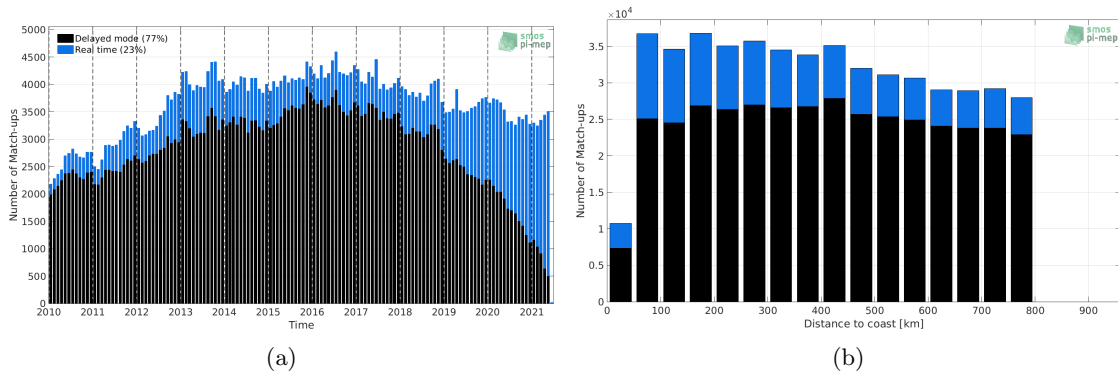 5000
4500
4000
3500
3000
2500
2000
1500
1000
500
0
Number of Match-ups
Delayed mode (77%)
Real time (23%)
smos
pi-mep
2010 2011 2012 2013 2014 2015 2016 2017 2018 2019 2020 2021
Time
(a)
×10⁴
3.5
3
2.5
2
1.5
1
0.5
0
Number of Match-ups
smos
pi-mep
0 100 200 300 400 500 600 700 800 900
Distance to coast [km]
(b)